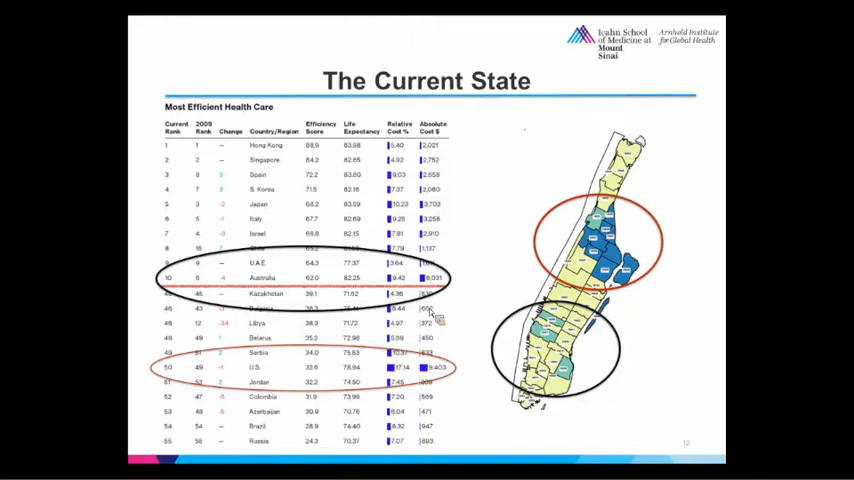 Icahn School
of Medicine at
Mount
Sinai
Arnhold Institute
for Global Health
The Current State
Most Efficient Health Care
Current Rank 2009 Rank Change Country/Region Efficiency Score Life Expectancy Relative Cost % Absolute Cost $
1 1 – Hong Kong 88.9 83.98 5.40 2,021
2 2 – Singapore 84.2 82.65 4.92 2,752
3 8 5 Spain 72.2 83.80 9.03 2,658
4 7 3 S. Korea 71.5 82.16 7.37 2,060
5 3 -2 Japan 68.2 83.59 10.23 3,703
6 5 -1 Italy 67.7 82.69 9.25 3,258
7 4 -3 Israel 66.8 82.15 7.81 2,910
8 15 7.79 1,137
9 9 – U.A.E. 64.3 77.37 3.64
10 6 -4 Australia 62.0 82.25 9.42 6,031
– Kazakhstan 39.1 71.62 4.36
46 43 8.44
46 12 -34 Libya 38.3 71.72 4.97 372
48 49 1 Belarus 35.2 72.98 5.69 450
49 51 2 Serbia 34.0 75.53 10.37 633
50 49 -1 U.S. 32.6 78.94 17.14 9,403
51 53 2 Jordan 32.2 74.50 7.45
52 47 -5 Colombia 31.9 73.99 7.20 569
53 48 -5 Azerbaijan 30.9 70.76 6.04 471
54 54 – Brazil 28.9 74.40 8.32 947
55 55 – Russia 24.3 70.37 7.07 893
12